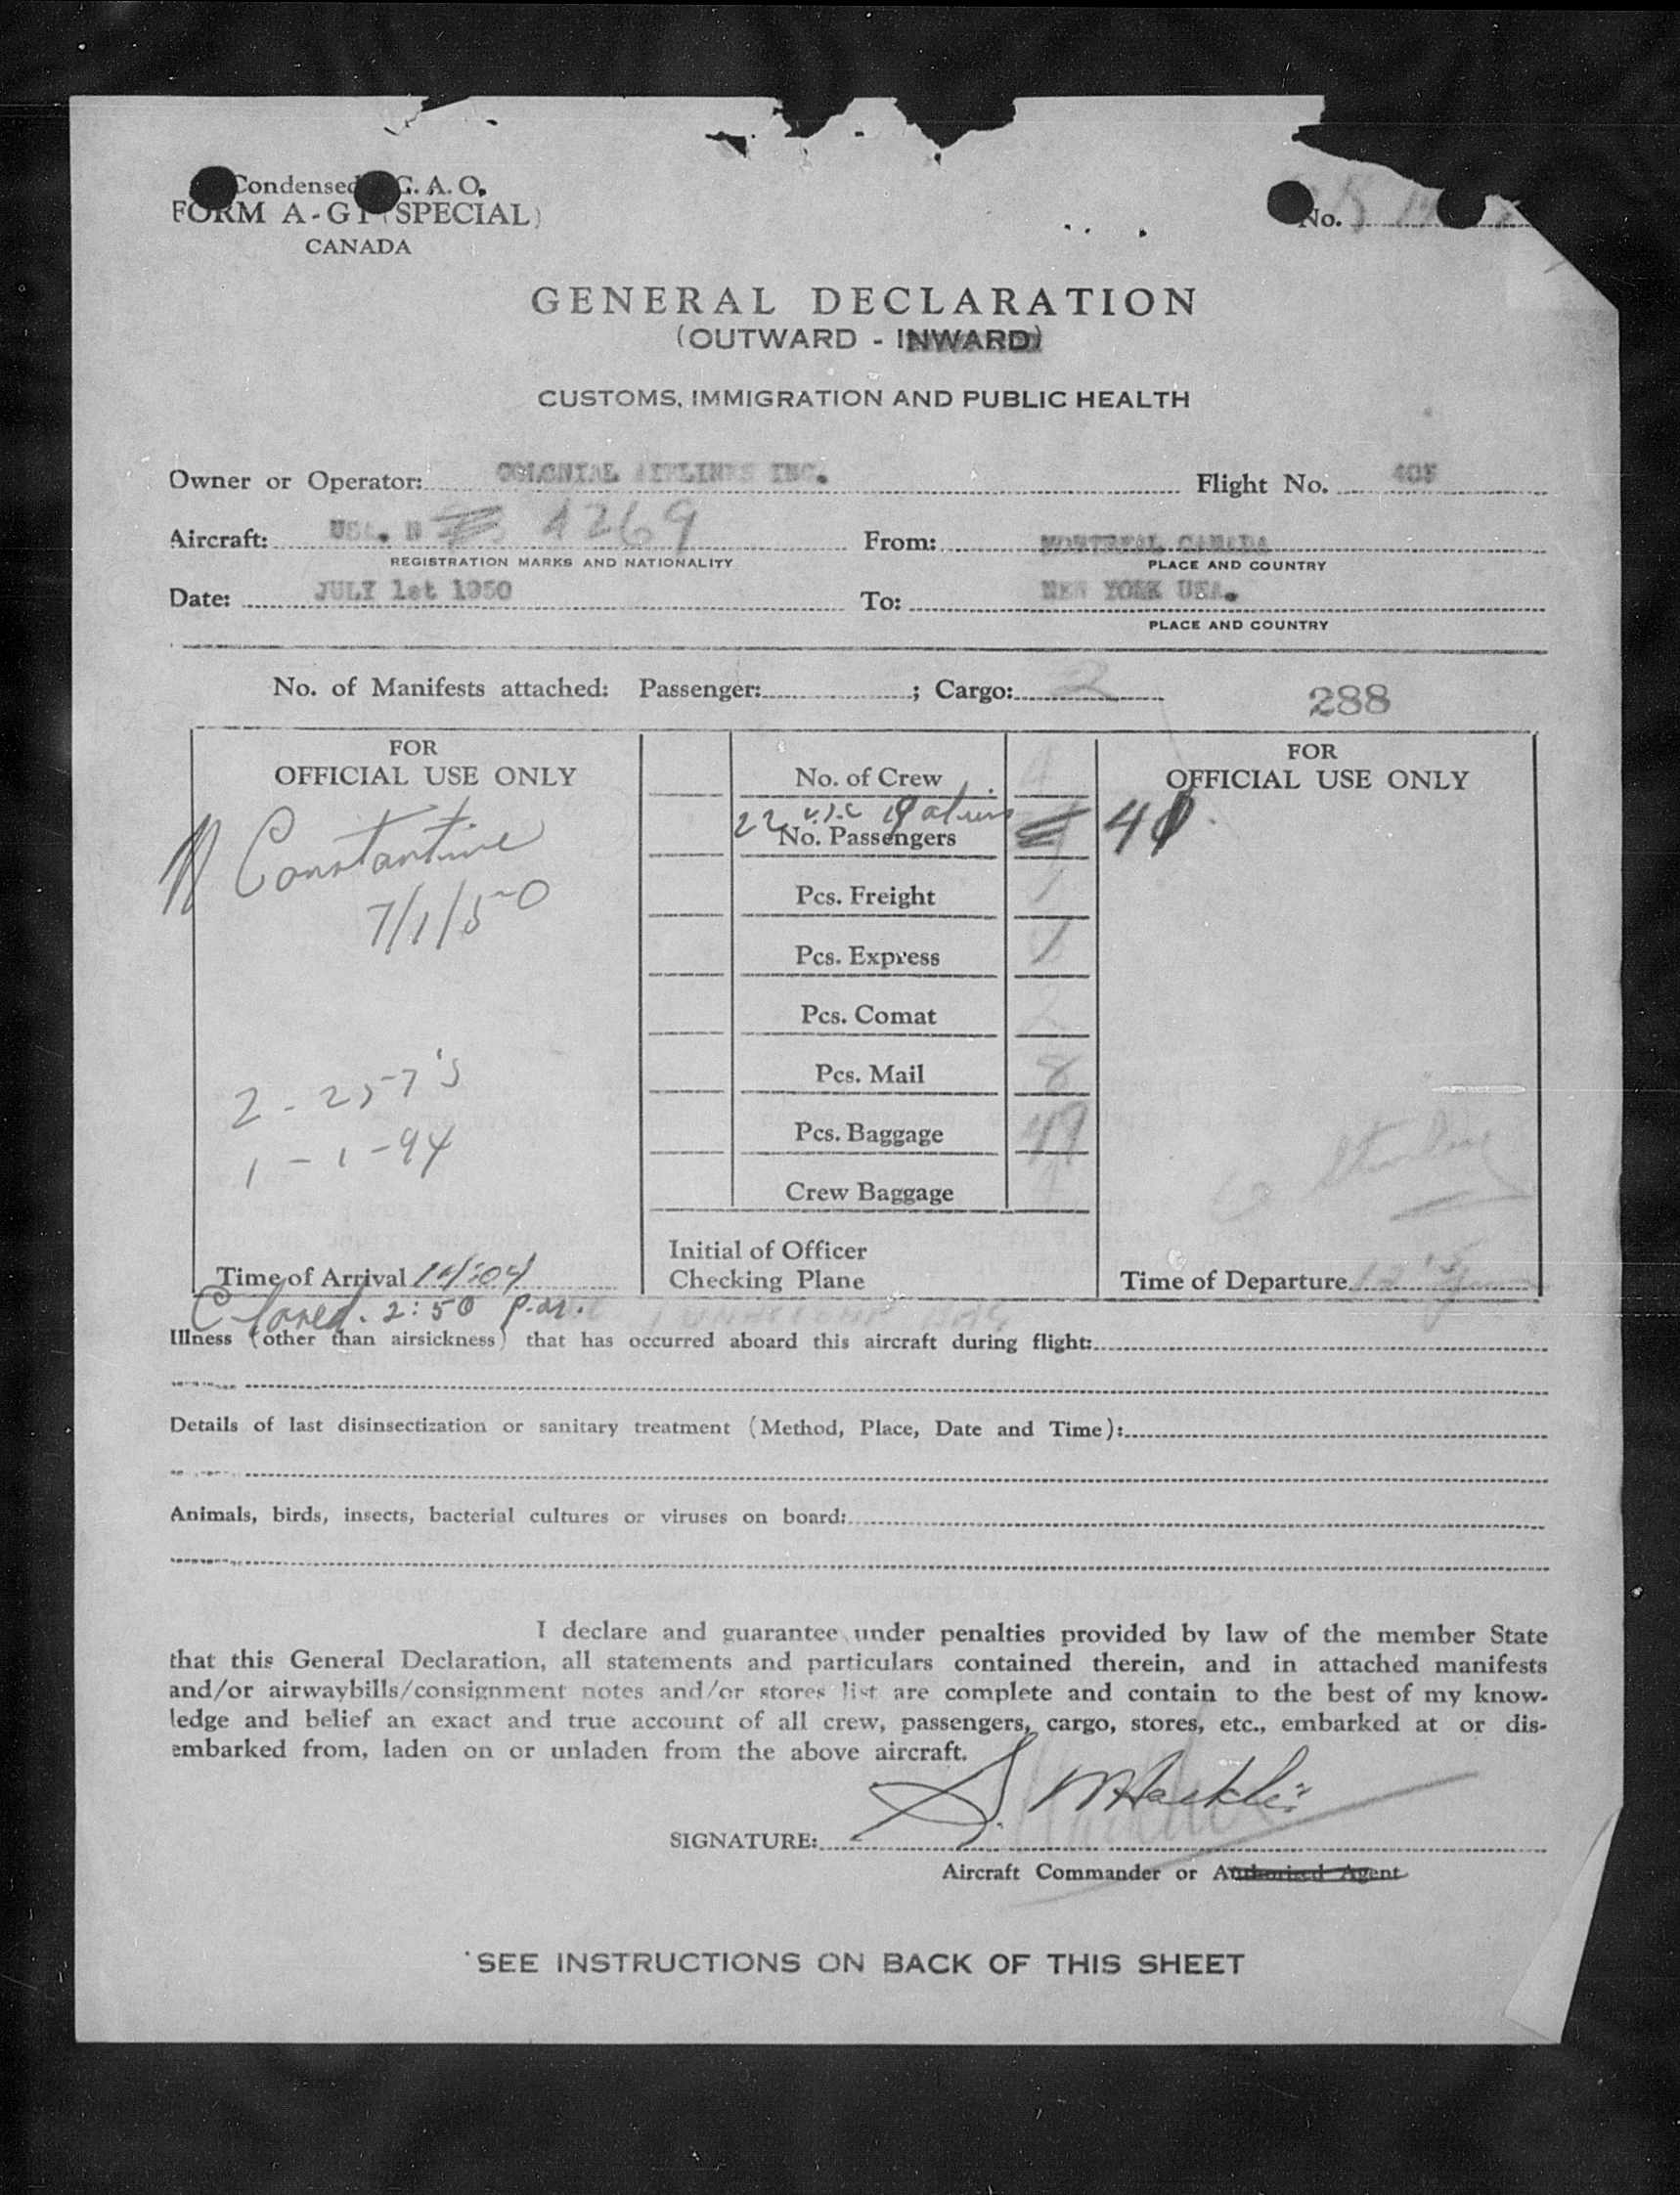 Condensed C. A. O.
FORM A-G1 (SPECIAL)
CANADA
No.
GENERAL DECLARATION
(OUTWARD - INWARD)
CUSTOMS, IMMIGRATION AND PUBLIC HEALTH
Owner or Operator: COLONIAL AIRLINES INC. Flight No. 405
Aircraft: USA. N 4269 From: MONTREAL CANADA
REGISTRATION MARKS AND NATIONALITY PLACE AND COUNTRY
Date: JULY 1st 1950 To: NEW YORK USA.
PLACE AND COUNTRY
No. of Manifests attached: Passenger: ; Cargo: 2 288
FOR
OFFICIAL USE ONLY
Constantine
7/1/50
2 - 257's
1 - 1-94
Time of Arrival 14:04
Closed. 2:50 p.m.
No. of Crew 4
22 U.S.C
No. Passengers
Pcs. Freight 1
Pcs. Express 1
Pcs. Comat 2
Pcs. Mail 8
Pcs. Baggage 49
Crew Baggage
Initial of Officer
Checking Plane
FOR
OFFICIAL USE ONLY
Time of Departure
Illness (other than airsickness) that has occurred aboard this aircraft during flight:
Details of last disinsectization or sanitary treatment (Method, Place, Date and Time):
Animals, birds, insects, bacterial cultures or viruses on board:
I declare and guarantee under penalties provided by law of the member State
that this General Declaration, all statements and particulars contained therein, and in attached manifests
and/or airwaybills/consignment notes and/or stores list are complete and contain to the best of my know-
ledge and belief an exact and true account of all crew, passengers, cargo, stores, etc., embarked at or dis-
embarked from, laden on or unladen from the above aircraft.
SIGNATURE:
Aircraft Commander or Authorized Agent
SEE INSTRUCTIONS ON BACK OF THIS SHEET